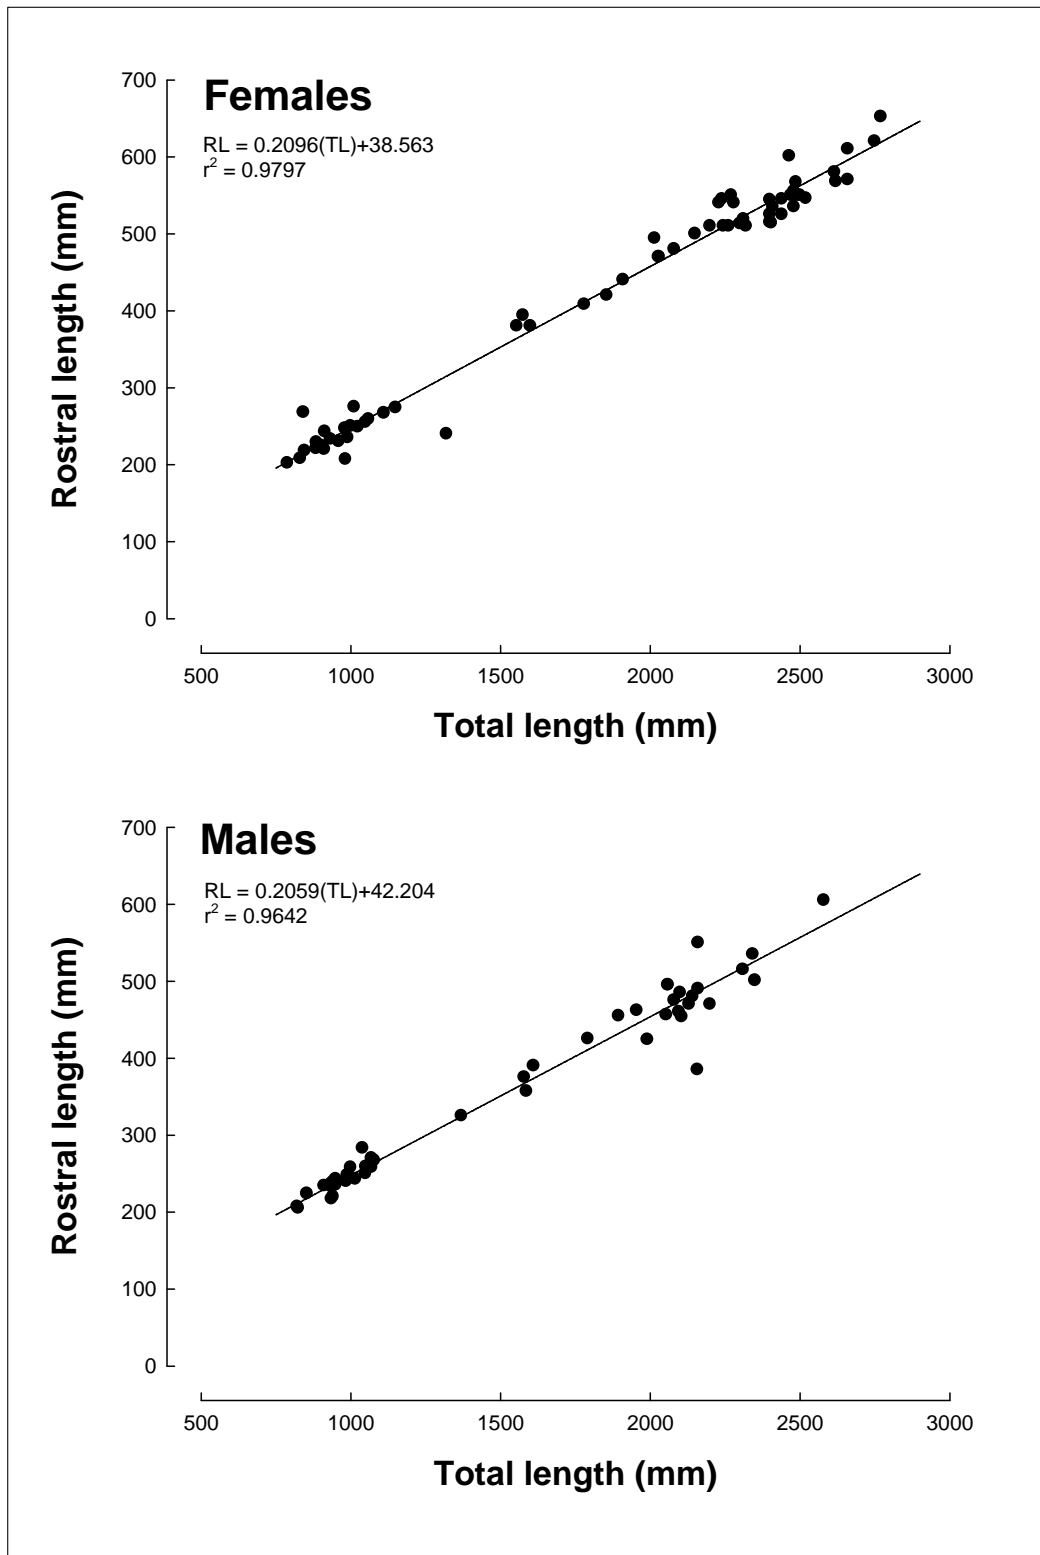 Females
RL = 0.2096(TL)+38.563
r² = 0.9797
Rostral length (mm)
700
600
500
400
300
200
100
0
500 1000 1500 2000 2500 3000
Total length (mm)
Males
RL = 0.2059(TL)+42.204
r² = 0.9642
Rostral length (mm)
700
600
500
400
300
200
100
0
500 1000 1500 2000 2500 3000
Total length (mm)